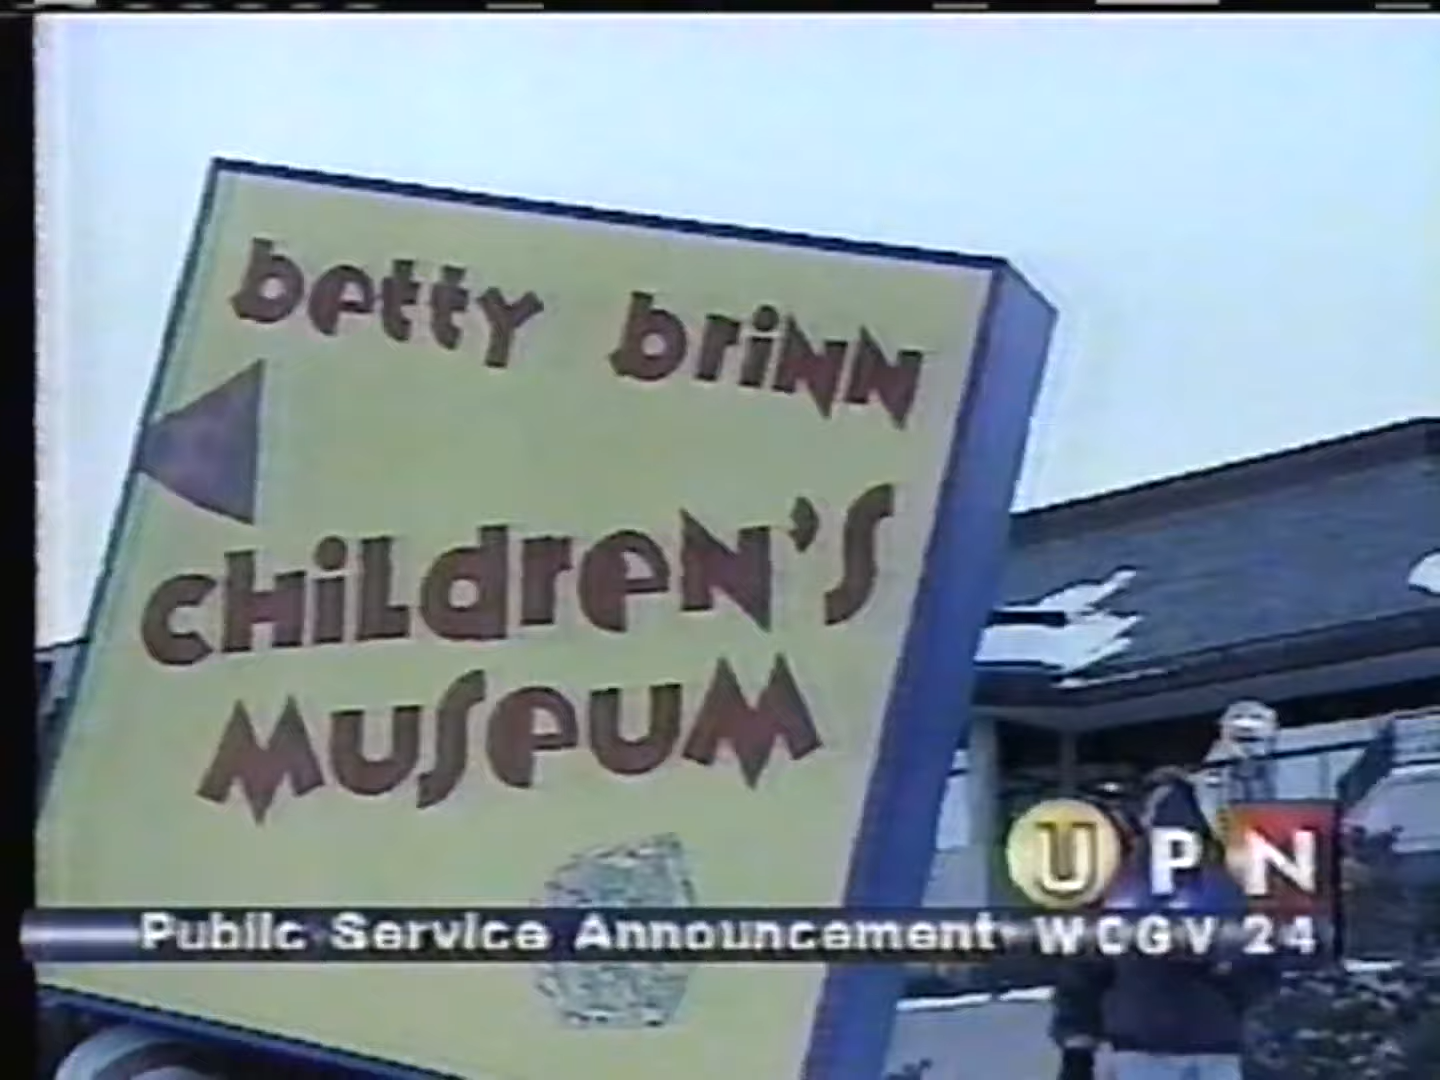 betty brinn
children's
museum
UPN
Public Service Announcement WCGV 24